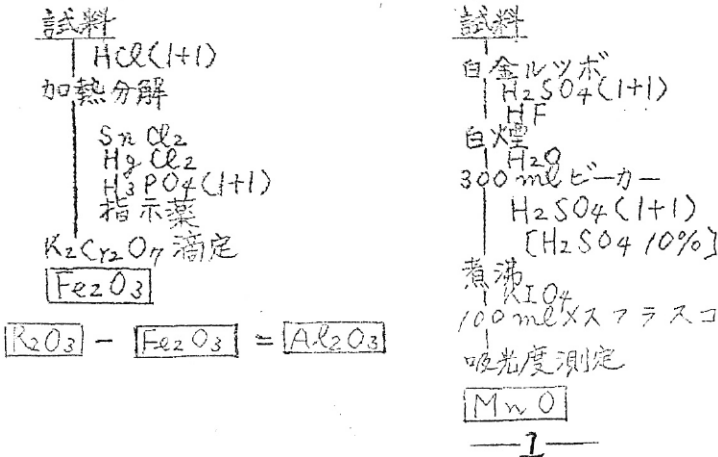 試料
HCl(1+1)
加熱分解
SnCl2
HgCl2
H3PO4(1+1)
指示薬
K2Cr2O7滴定
Fe2O3
R2O3 - Fe2O3 = Al2O3
試料
白金ルツボ
H2SO4(1+1)
HF
白煙
H2O
300mlビーカー
H2SO4(1+1)
[H2SO4 10%]
煮沸
KIO4
100mlメスフラスコ
吸光度測定
MnO
7